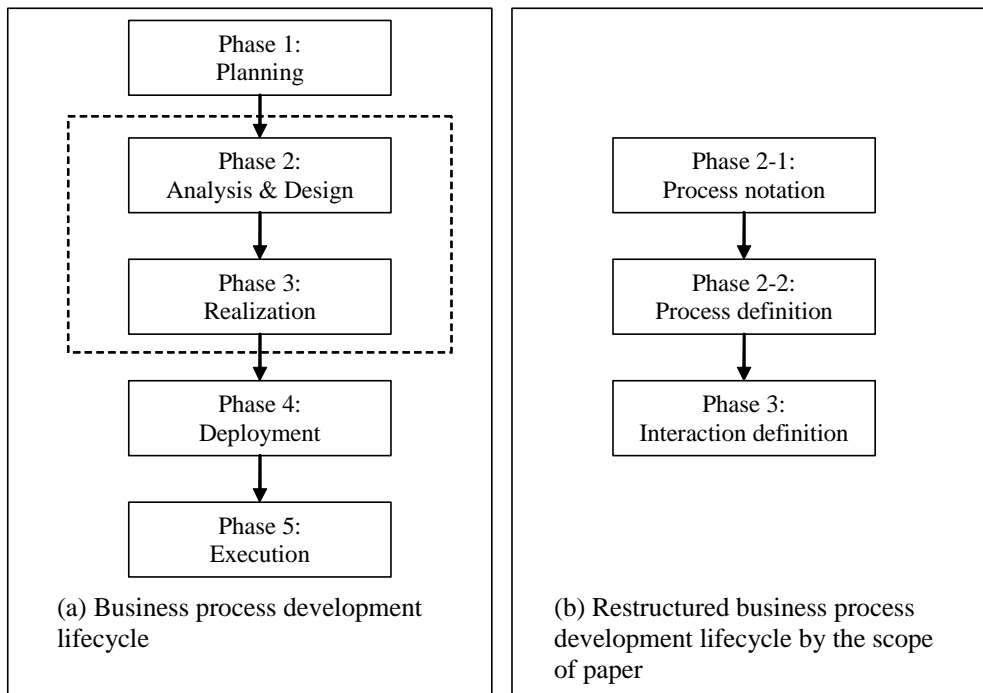 Phase 1:
Planning
Phase 2:
Analysis & Design
Phase 3:
Realization
Phase 4:
Deployment
Phase 5:
Execution
(a) Business process development
lifecycle
Phase 2-1:
Process notation
Phase 2-2:
Process definition
Phase 3:
Interaction definition
(b) Restructured business process
development lifecycle by the scope
of paper